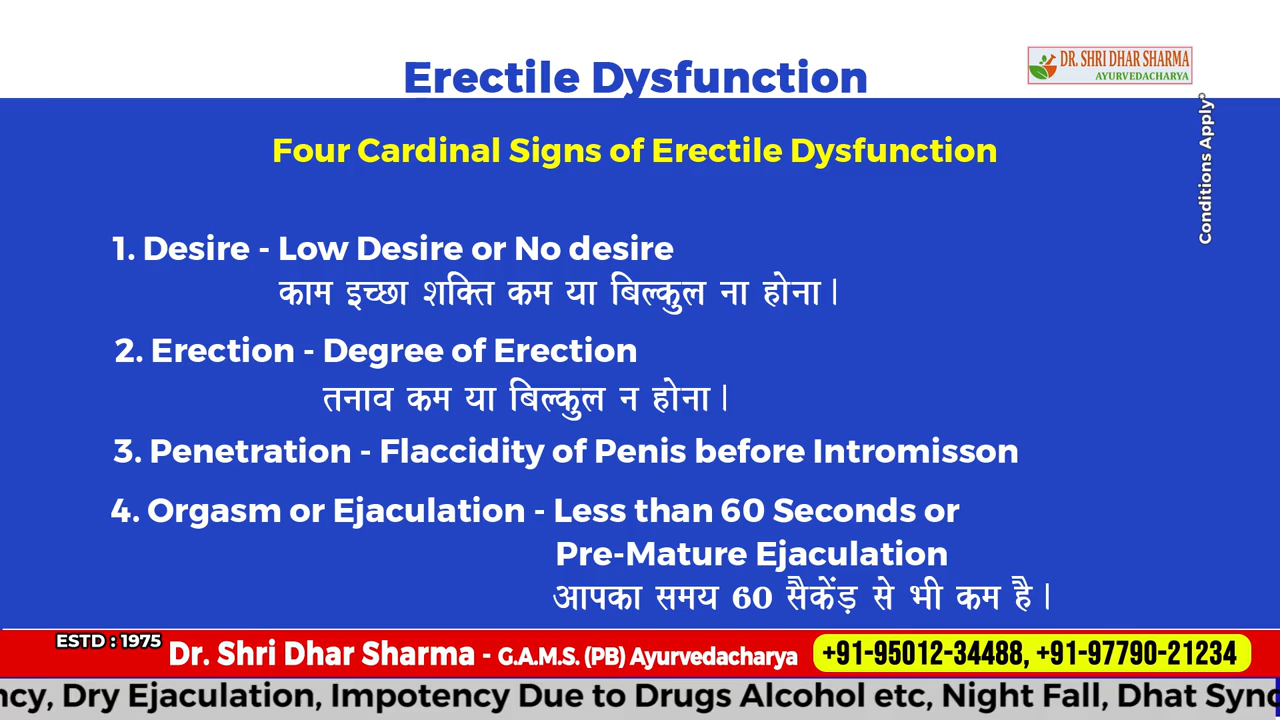 Erectile Dysfunction
DR. SHRI DHAR SHARMA
AYURVEDACHARYA
Conditions Apply°
Four Cardinal Signs of Erectile Dysfunction
1. Desire - Low Desire or No desire
काम इच्छा शक्ति कम या बिल्कुल ना होना।
2. Erection - Degree of Erection
तनाव कम या बिल्कुल न होना।
3. Penetration - Flaccidity of Penis before Intromisson
4. Orgasm or Ejaculation - Less than 60 Seconds or
Pre-Mature Ejaculation
आपका समय 60 सैकेंड़ से भी कम है।
ESTD : 1975
Dr. Shri Dhar Sharma - G.A.M.S. (PB) Ayurvedacharya
+91-95012-34488, +91-97790-21234
Dry Ejaculation, Impotency Due to Drugs Alcohol etc, Night Fall, Dhat